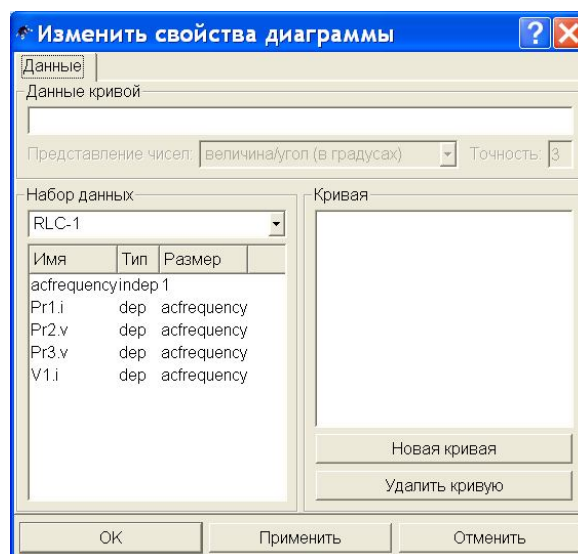 Изменить свойства диаграммы
Данные
Данные кривой
Представление чисел: величина/угол (в градусах) Точность: 3
Набор данных
RLC-1
Имя Тип Размер
acfrequency indep 1
Pr1.i dep acfrequency
Pr2.v dep acfrequency
Pr3.v dep acfrequency
V1.i dep acfrequency
Кривая
Новая кривая
Удалить кривую
OK Применить Отменить